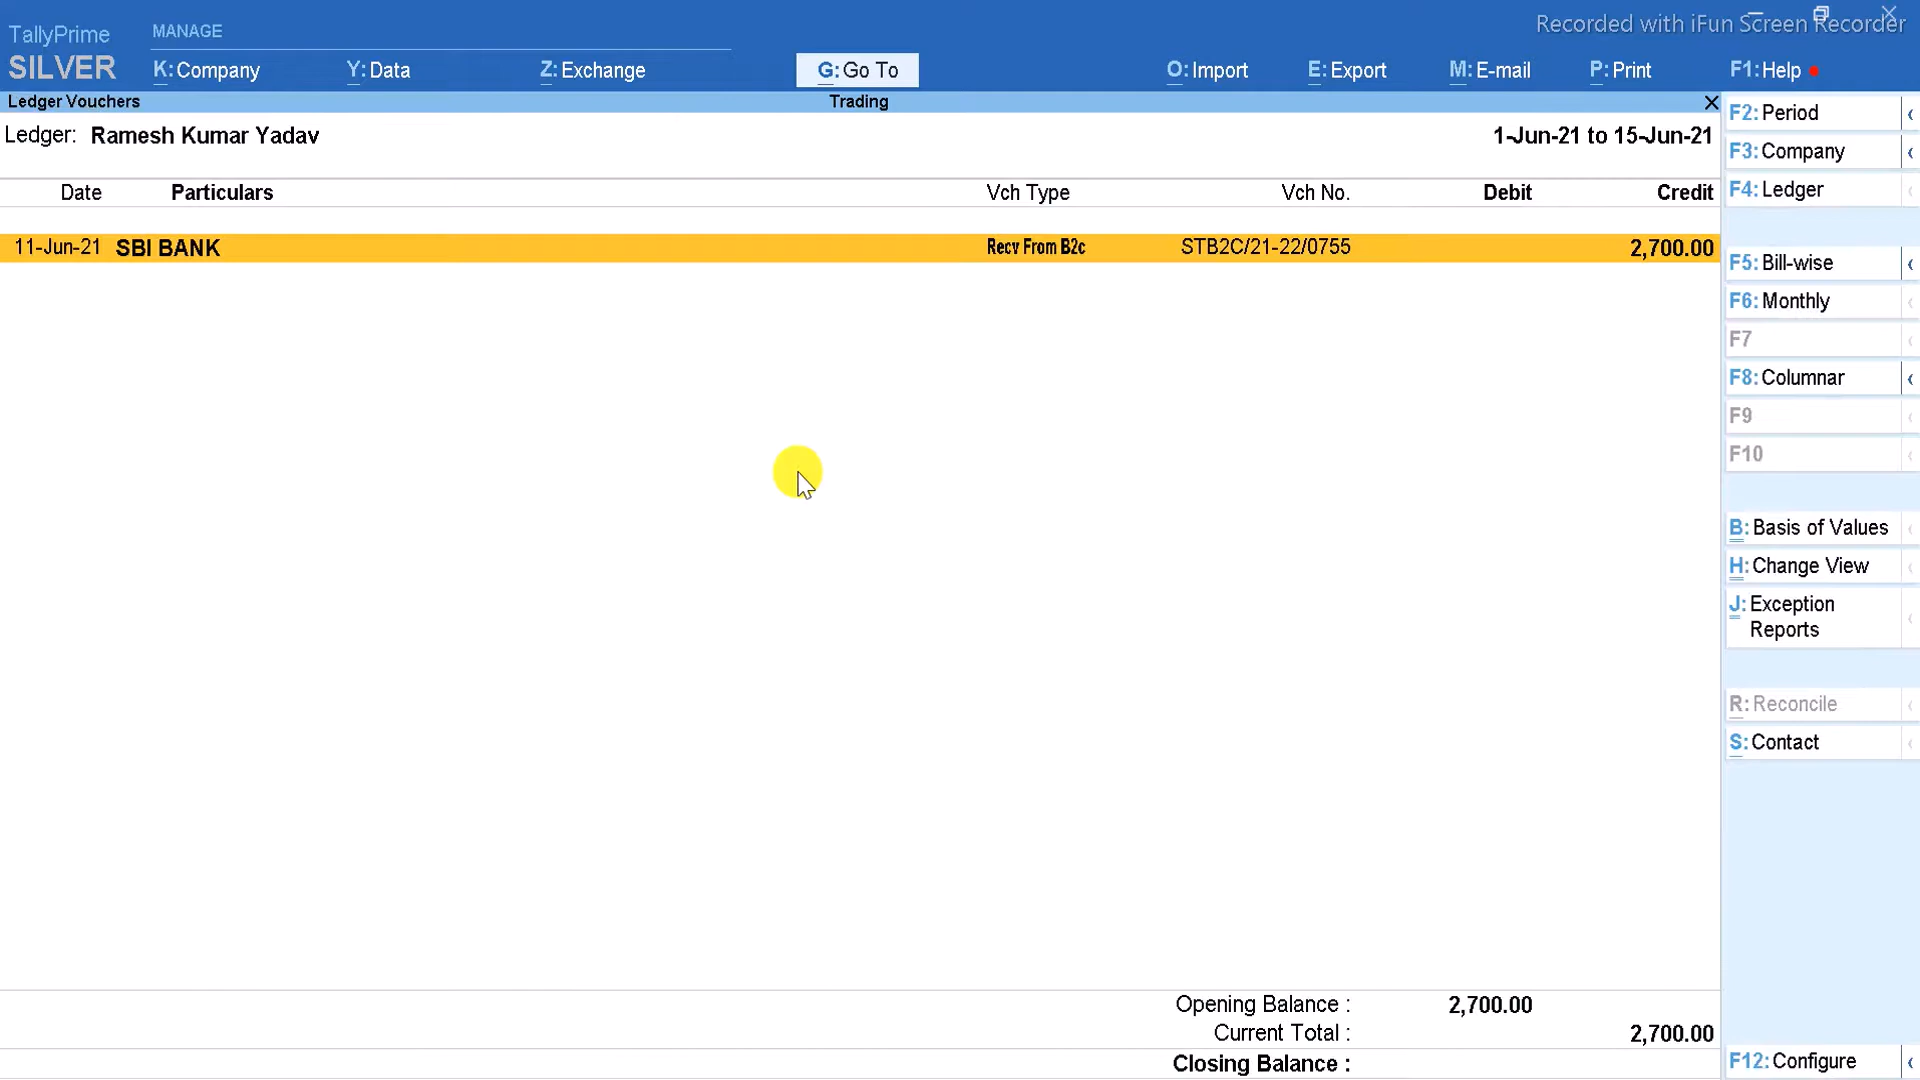 Recorded with iFun Screen Recorder
TallyPrime MANAGE
SILVER K: Company Y: Data Z: Exchange G: Go To O: Import E: Export M: E-mail P: Print F1: Help
Ledger Vouchers Trading
Ledger: Ramesh Kumar Yadav 1-Jun-21 to 15-Jun-21
Date Particulars Vch Type Vch No. Debit Credit
11-Jun-21 SBI BANK Recv From B2c STB2C/21-22/0755 2,700.00
Opening Balance : 2,700.00
Current Total : 2,700.00
Closing Balance :
F2: Period
F3: Company
F4: Ledger
F5: Bill-wise
F6: Monthly
F7
F8: Columnar
F9
F10
B: Basis of Values
H: Change View
J: Exception
Reports
R: Reconcile
S: Contact
F12: Configure